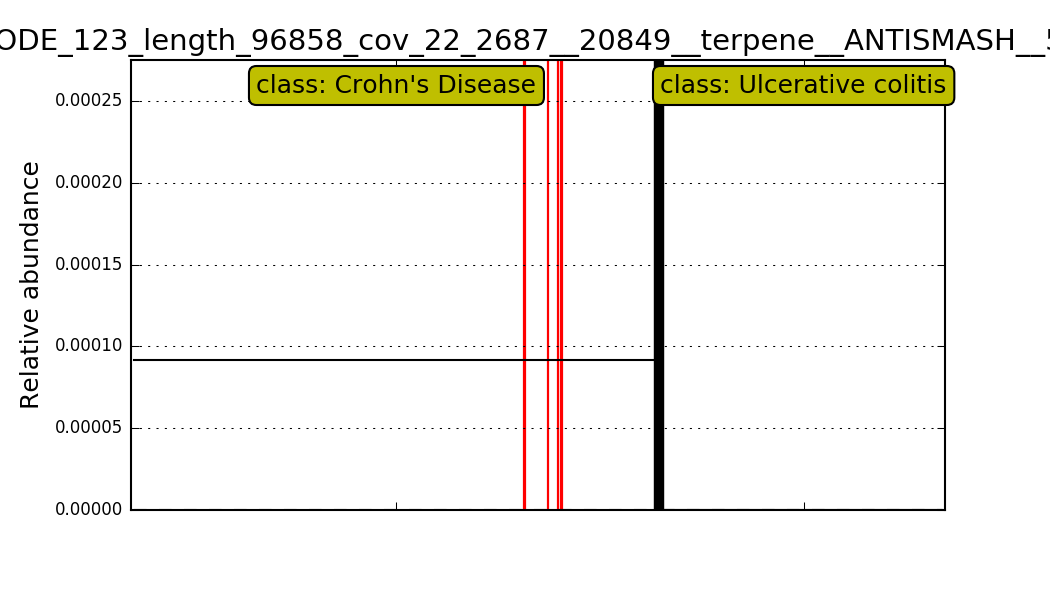 ODE_123_length_96858_cov_22_2687__20849__terpene__ANTISMASH__5
class: Crohn's Disease
class: Ulcerative colitis
Relative abundance
0.00025
0.00020
0.00015
0.00010
0.00005
0.00000